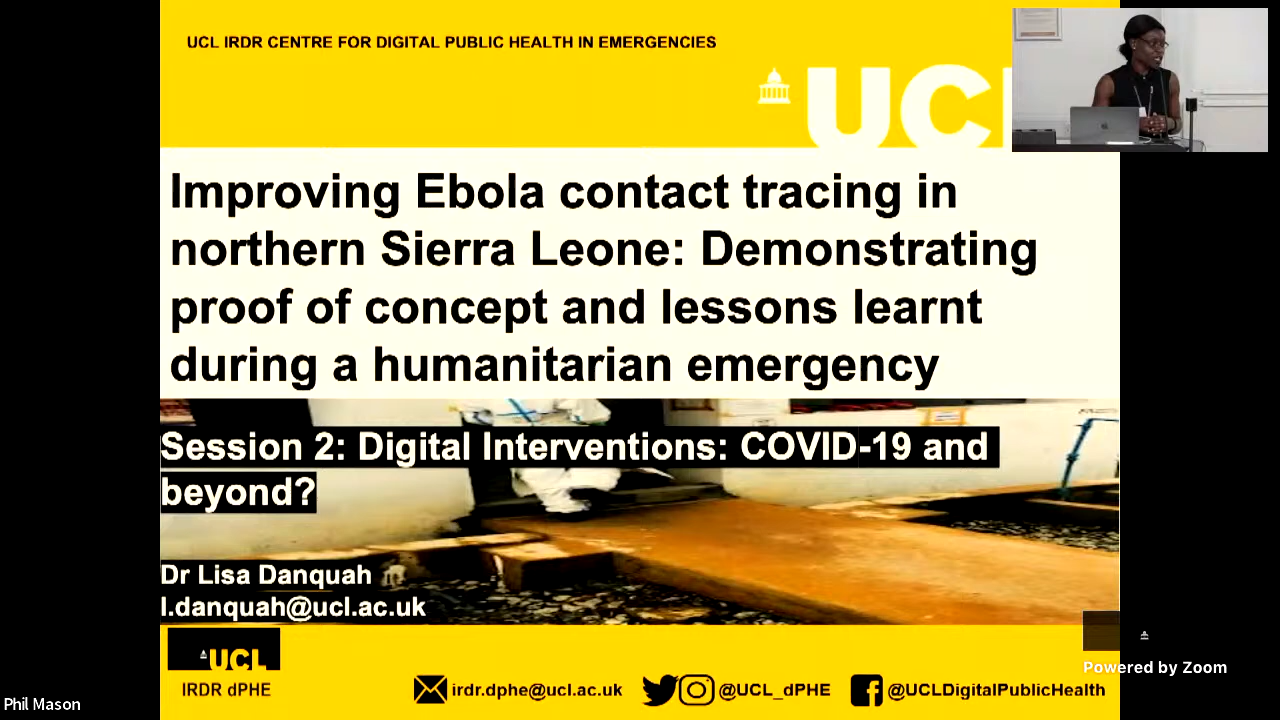 UCL IRDR CENTRE FOR DIGITAL PUBLIC HEALTH IN EMERGENCIES
UCL
Improving Ebola contact tracing in
northern Sierra Leone: Demonstrating
proof of concept and lessons learnt
during a humanitarian emergency
Session 2: Digital Interventions: COVID-19 and
beyond?
Dr Lisa Danquah
l.danquah@ucl.ac.uk
UCL
IRDR dPHE
irdr.dphe@ucl.ac.uk
@UCL_dPHE
@UCLDigitalPublicHealth
Powered by Zoom
Phil Mason